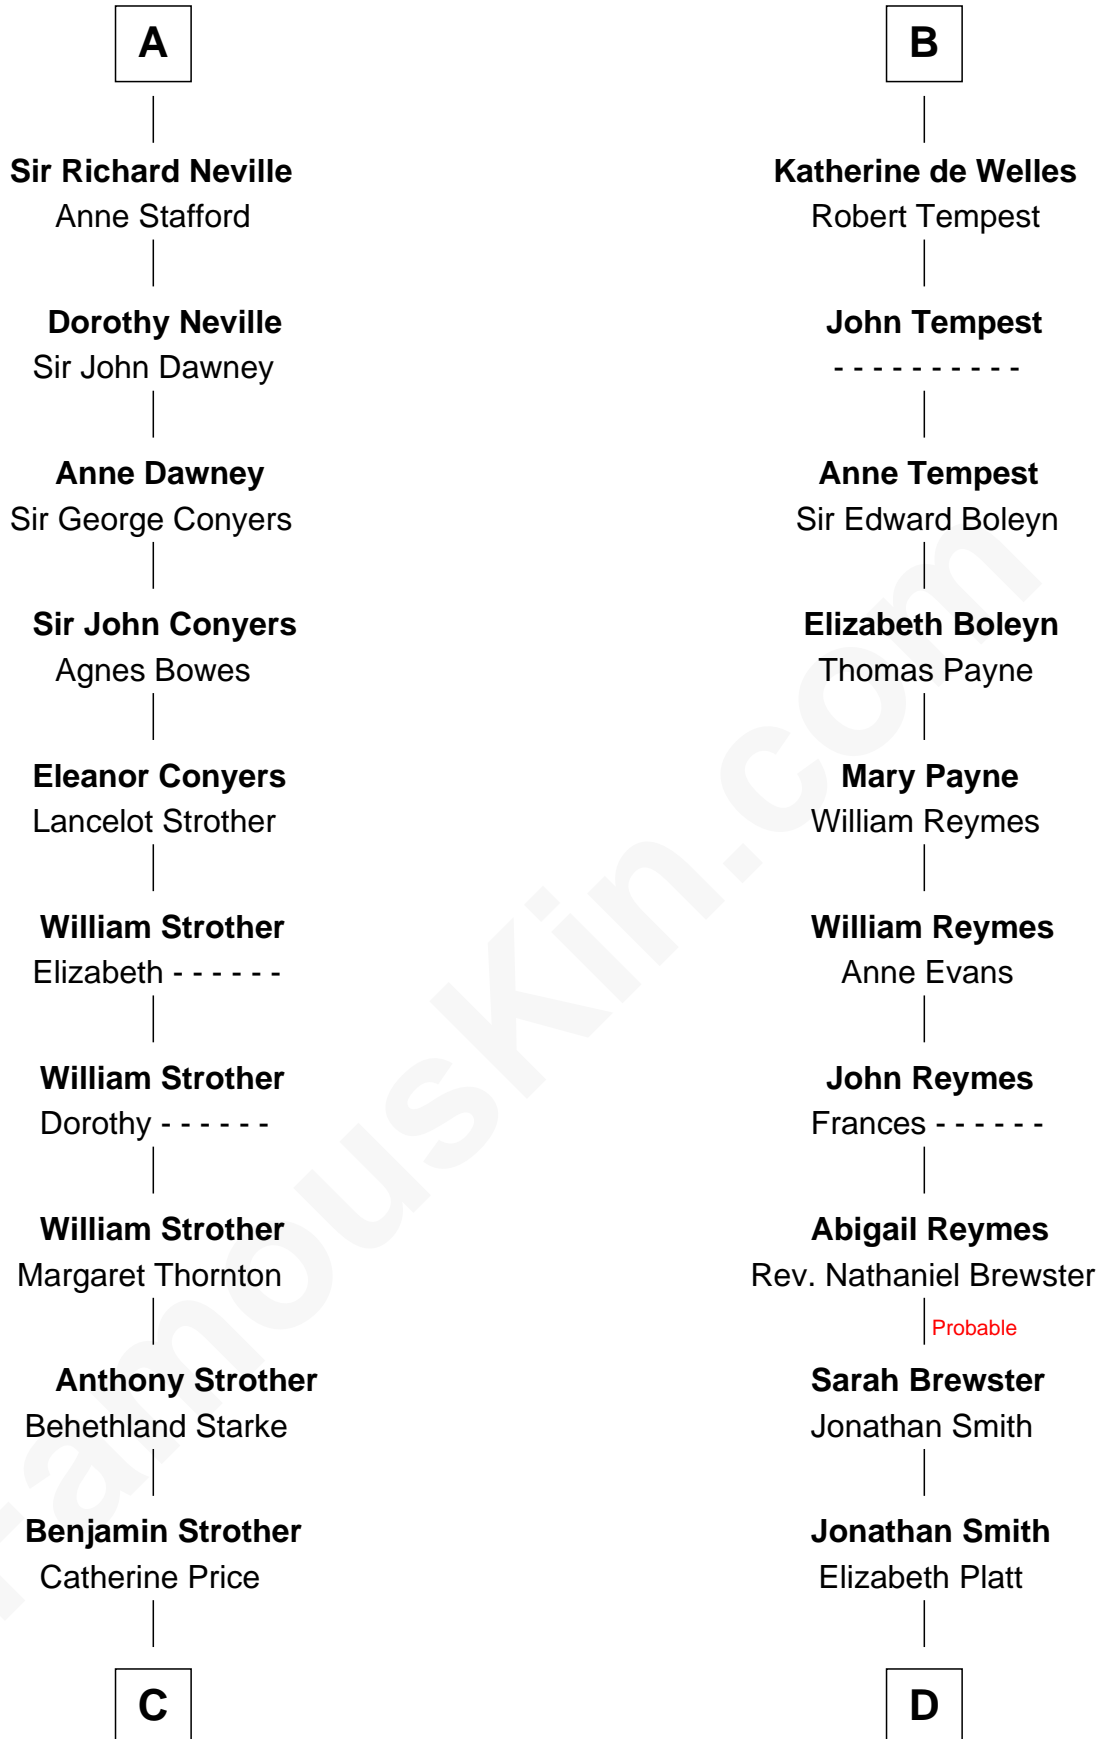 A
Sir Richard Neville
Anne Stafford
Dorothy Neville
Sir John Dawney
Anne Dawney
Sir George Conyers
Sir John Conyers
Agnes Bowes
Eleanor Conyers
Lancelot Strother
William Strother
Elizabeth - - - - - -
William Strother
Dorothy - - - - - -
William Strother
Margaret Thornton
Anthony Strother
Behethland Starke
Benjamin Strother
Catherine Price
C
B
Katherine de Welles
Robert Tempest
John Tempest
- - - - - - - - - -
Anne Tempest
Sir Edward Boleyn
Elizabeth Boleyn
Thomas Payne
Mary Payne
William Reymes
William Reymes
Anne Evans
John Reymes
Frances - - - - - -
Abigail Reymes
Rev. Nathaniel Brewster
Probable
Sarah Brewster
Jonathan Smith
Jonathan Smith
Elizabeth Platt
D
FamousKin.com